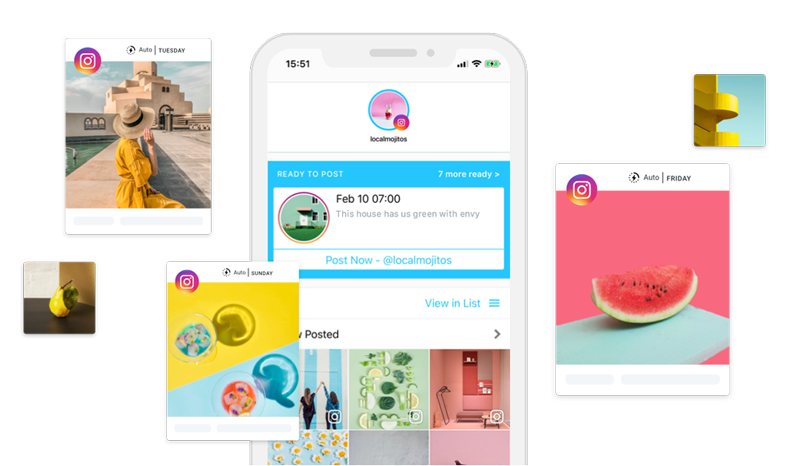 Auto | TUESDAY
15:51
localmojitos
READY TO POST 7 more ready >
Feb 10 07:00
This house has us green with envy
Post Now - @localmojitos
Auto | FRIDAY
Auto | SUNDAY
View in List
Posted